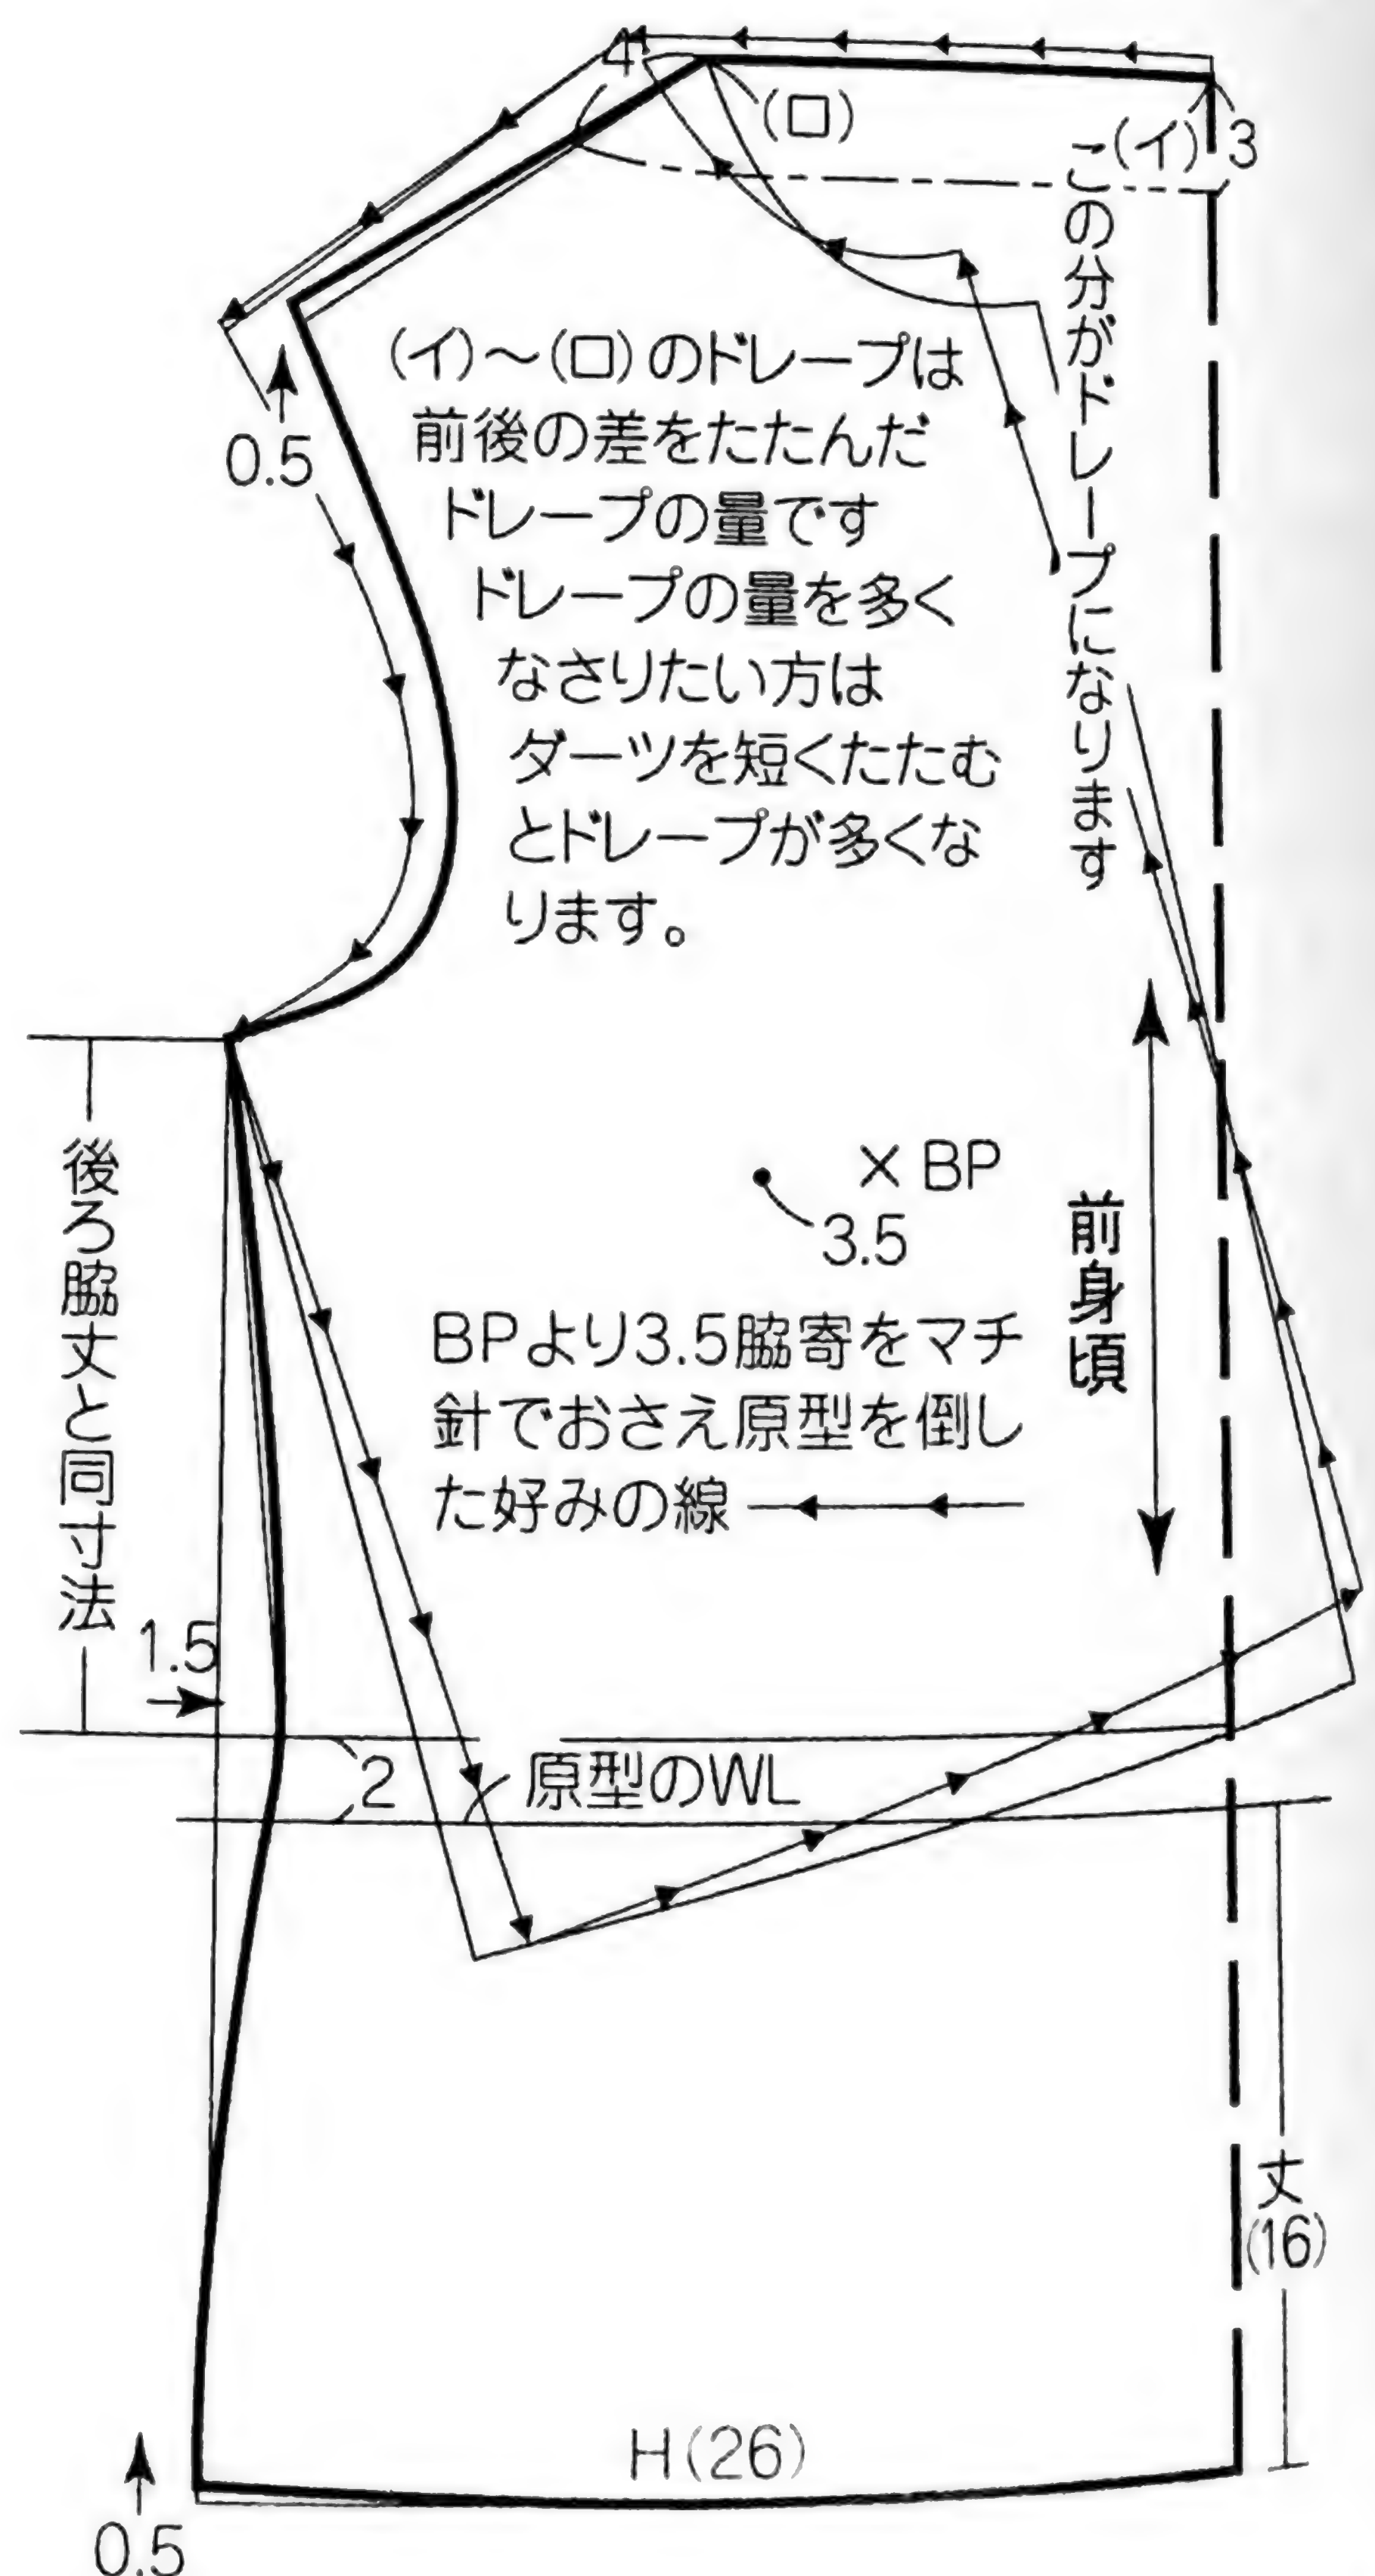 4
(ロ)
(イ)
3
この分がドレープになります
(イ)〜(ロ)のドレープは
前後の差をたたんだ
ドレープの量です
ドレープの量を多く
なさりたい方は
ダーツを短くたたむ
とドレープが多くな
ります。
0.5
× BP
3.5
前身頃
BPより3.5脇寄をマチ
針でおさえ原型を倒し
た好みの線
後ろ脇丈と同寸法
1.5
2
原型のWL
丈
(16)
H(26)
0.5